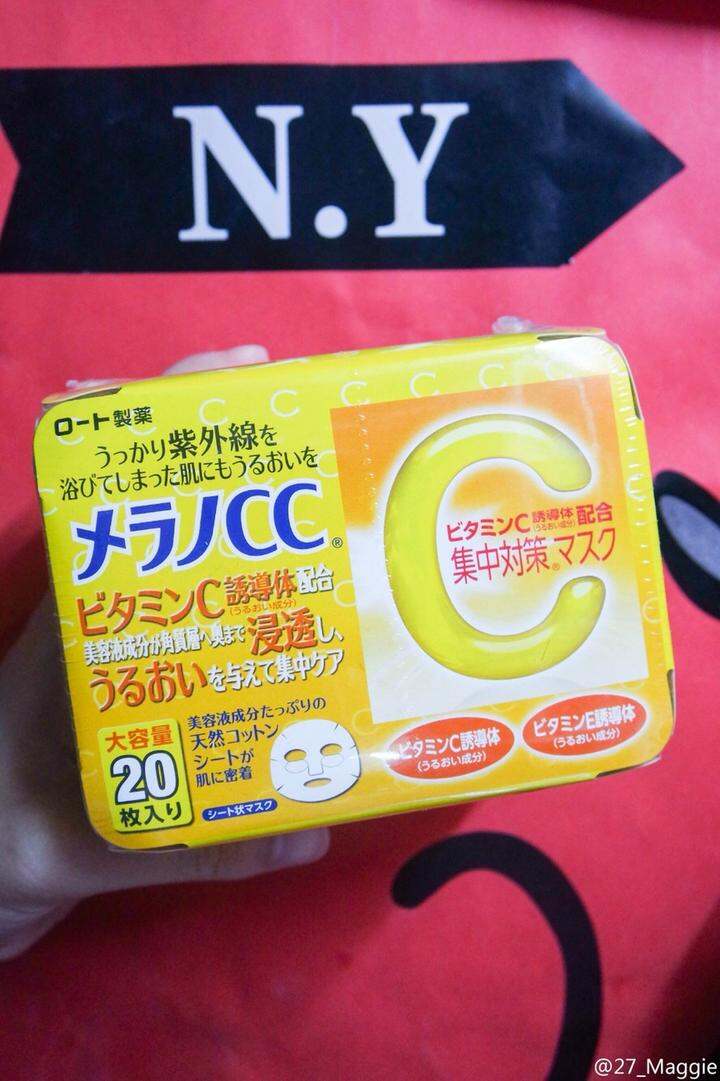 N.Y
ロート製薬
うっかり紫外線を
浴びてしまった肌にもうるおいを
メラノCC®
ビタミンC誘導体配合
(うるおい成分)
美容液成分が角質層へ奥まで浸透し、
うるおいを与えて集中ケア
大容量
20
枚入り
美容液成分たっぷりの
天然コットン
シートが
肌に密着
シート状マスク
ビタミンC誘導体配合
(うるおい成分)
集中対策®マスク
ビタミンC誘導体
(うるおい成分)
ビタミンE誘導体
(うるおい成分)
@27_Maggie